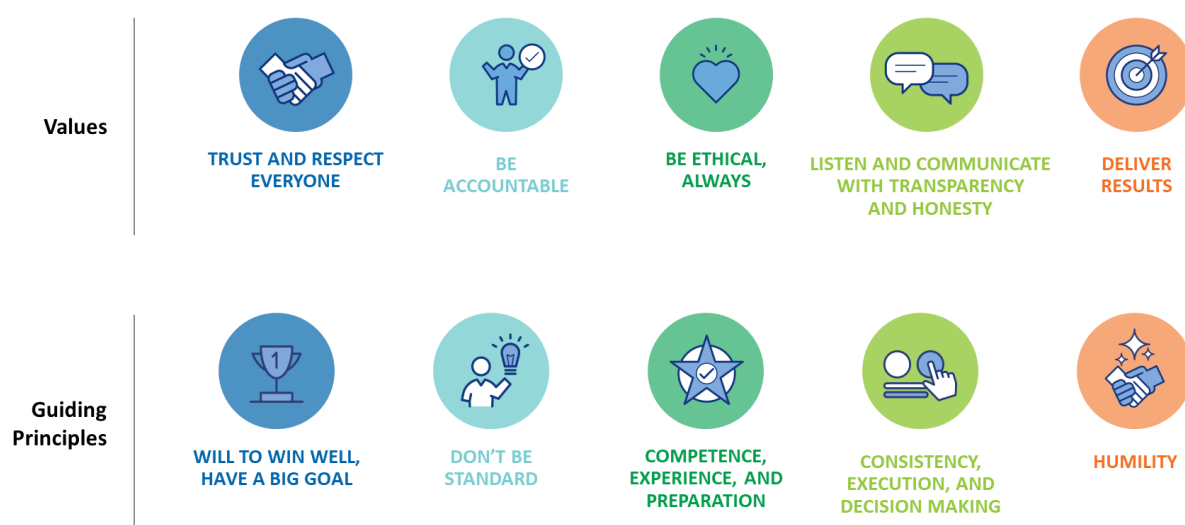 Values
TRUST AND RESPECT
EVERYONE
BE
ACCOUNTABLE
BE ETHICAL,
ALWAYS
LISTEN AND COMMUNICATE
WITH TRANSPARENCY
AND HONESTY
DELIVER
RESULTS
Guiding
Principles
1
WILL TO WIN WELL,
HAVE A BIG GOAL
DON’T BE
STANDARD
COMPETENCE,
EXPERIENCE, AND
PREPARATION
CONSISTENCY,
EXECUTION, AND
DECISION MAKING
HUMILITY